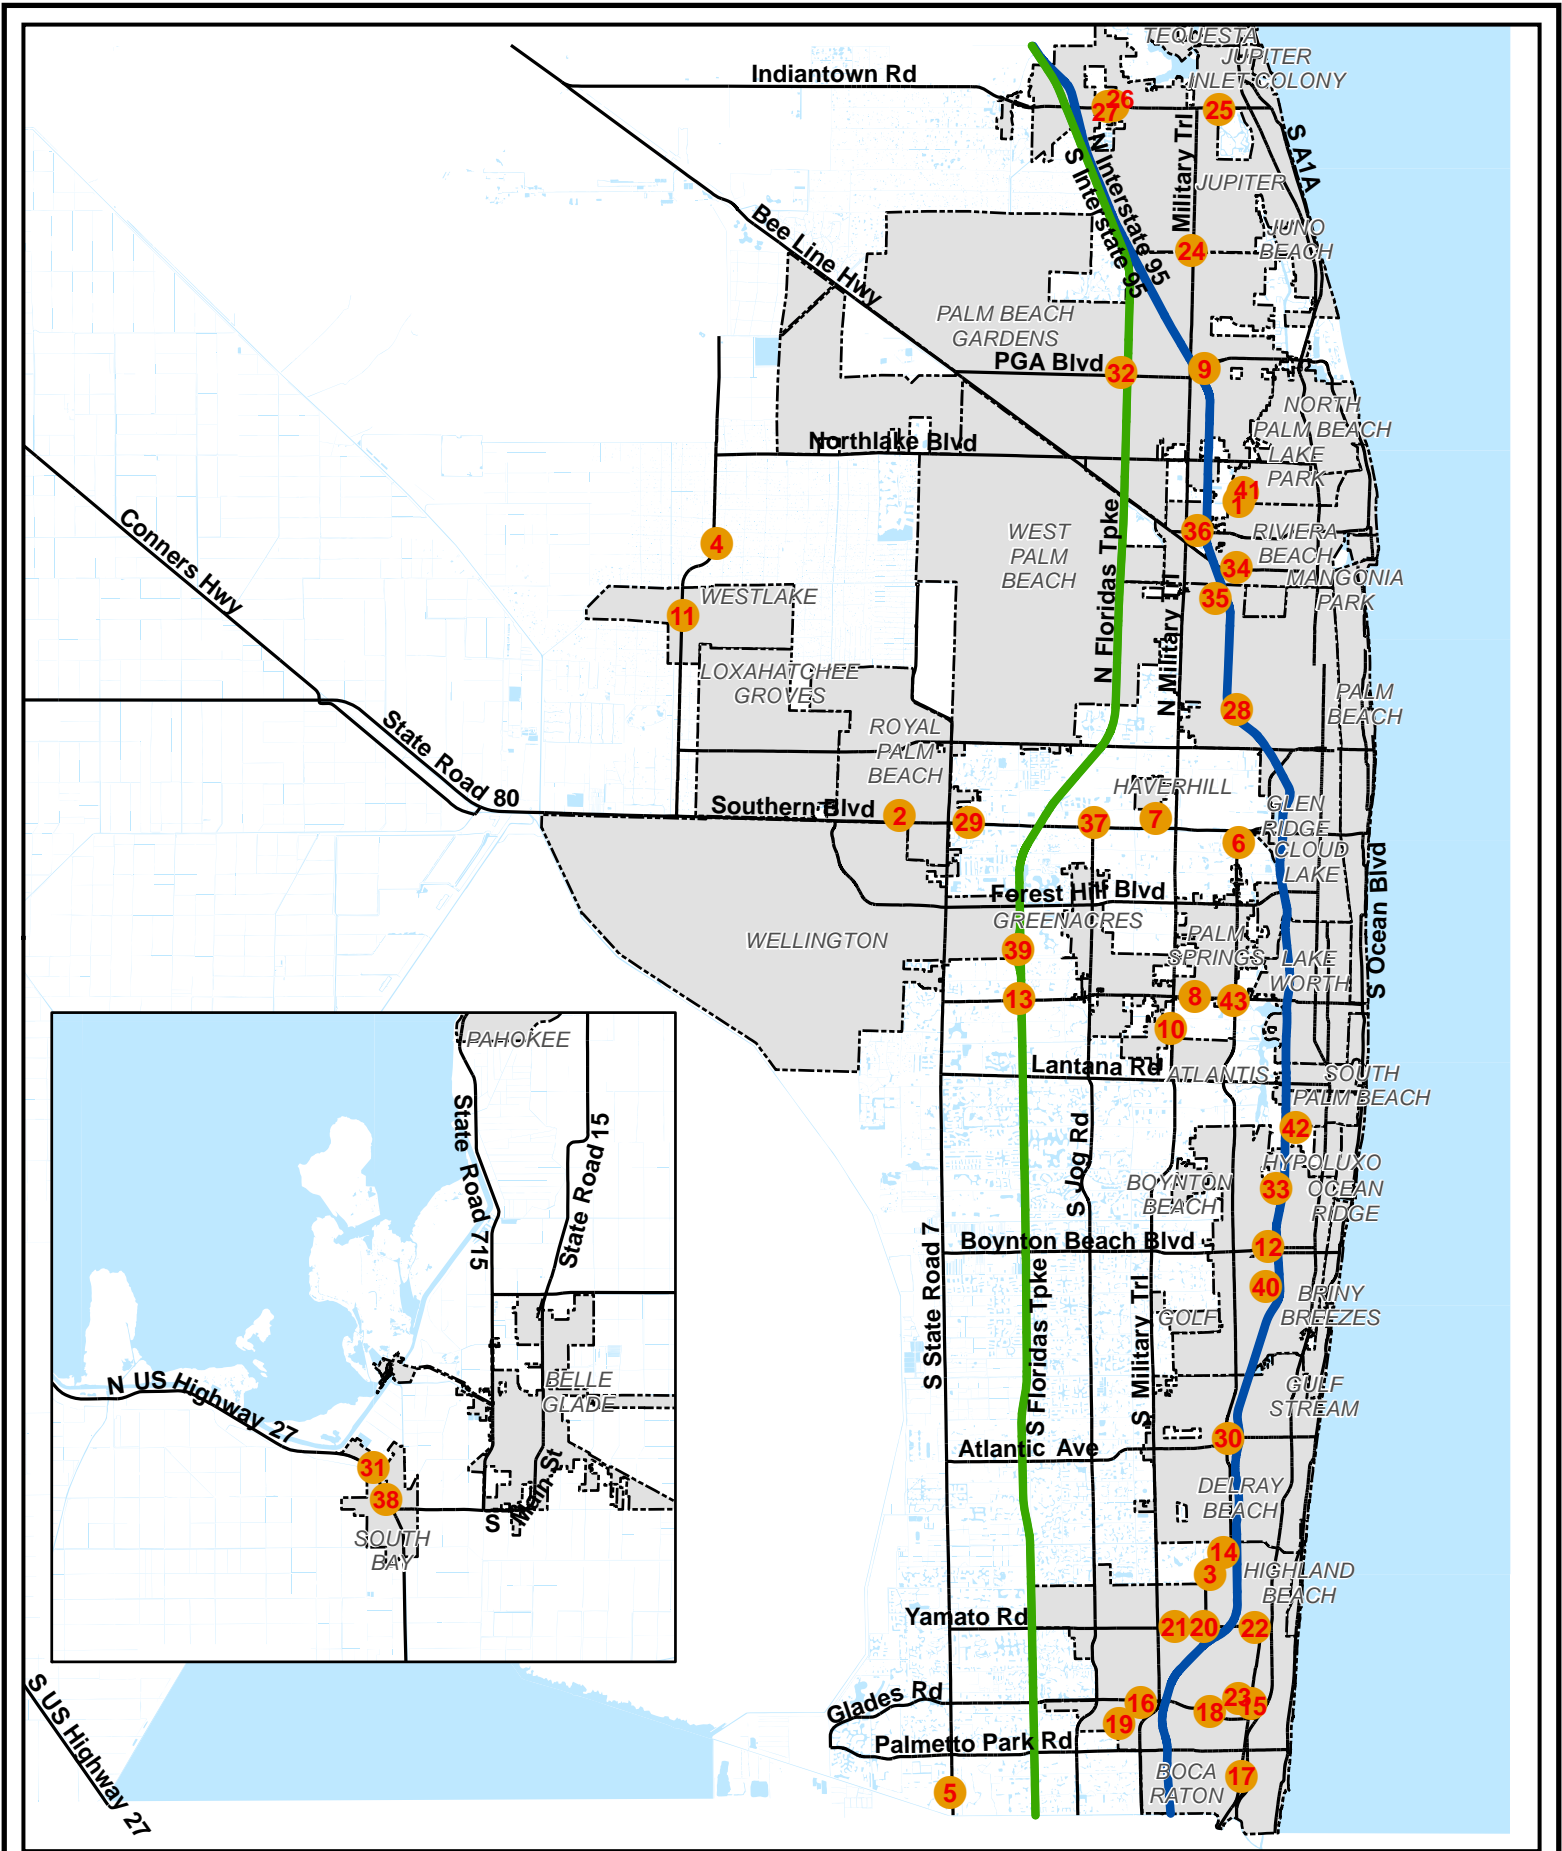 TEQUESTA
JUPITER
INLET COLONY
Indiantown Rd
26
27
25
S A1A
Military Trl
N Interstate 95
S Interstate 95
JUPITER
JUNO
BEACH
24
Bee Line Hwy
PALM BEACH
GARDENS
PGA Blvd
32
9
NORTH
PALM BEACH
LAKE
PARK
Northlake Blvd
41
1
Conners Hwy
4
WEST
PALM
BEACH
N Floridas Tpke
36
RIVIERA
BEACH
34
MANGONIA
PARK
35
WESTLAKE
11
N Military Trl
LOXAHATCHEE
GROVES
PALM
BEACH
28
ROYAL
PALM
BEACH
State Road 80
Southern Blvd
2
29
37
HAVERHILL
7
GLEN
RIDGE
6
CLOUD
LAKE
S Ocean Blvd
Forest Hill Blvd
GREENACRES
WELLINGTON
39
PALM
SPRINGS
LAKE
WORTH
13
8
43
10
Lantana Rd
ATLANTIS
SOUTH
PALM BEACH
PAHOKEE
State Road 715
State Road 15
42
S Jog Rd
HYPOLUXO
BOYNTON
BEACH
33
OCEAN
RIDGE
S State Road 7
Boynton Beach Blvd
12
40
S Floridas Tpke
S Military Trl
GOLF
BRINY
BREEZES
N US Highway 27
BELLE
GLADE
GULF
STREAM
31
38
S Main St
SOUTH
BAY
Atlantic Ave
30
DELRAY
BEACH
14
3
HIGHLAND
BEACH
Yamato Rd
21
20
22
S US Highway 27
Glades Rd
16
19
18
23
15
Palmetto Park Rd
BOCA
RATON
17
5